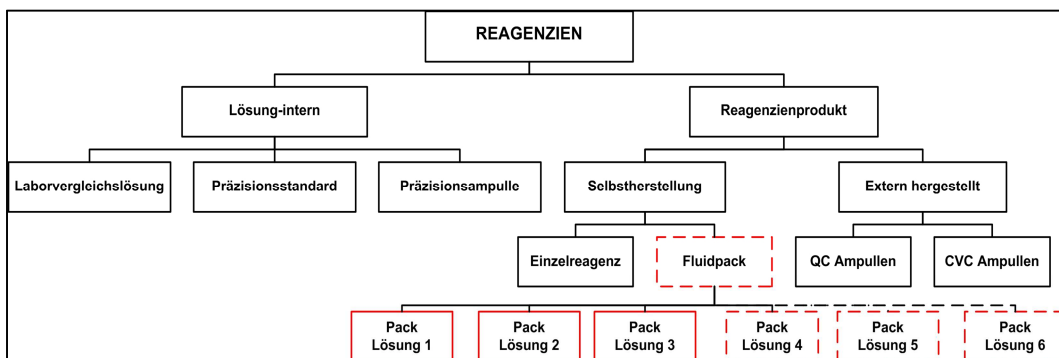 REAGENZIEN
Lösung-intern
Reagenzienprodukt
Laborvergleichslösung
Präzisionsstandard
Präzisionsampulle
Selbstherstellung
Extern hergestellt
Einzelreagenz
Fluidpack
QC Ampullen
CVC Ampullen
Pack
Lösung 1
Pack
Lösung 2
Pack
Lösung 3
Pack
Lösung 4
Pack
Lösung 5
Pack
Lösung 6